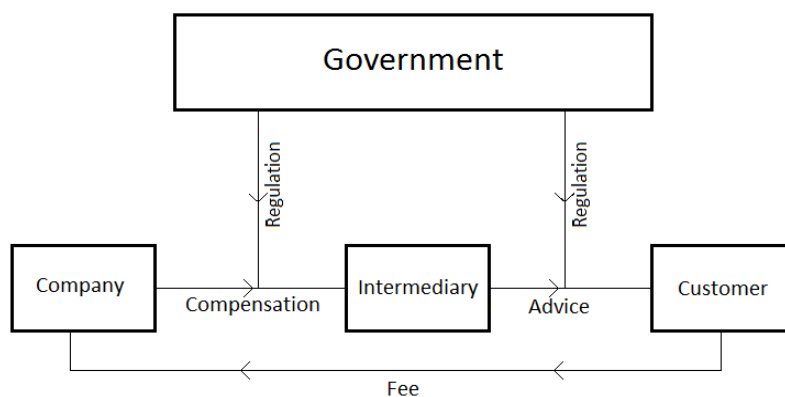 Government
Regulation
Regulation
Company
Compensation
Intermediary
Advice
Customer
Fee